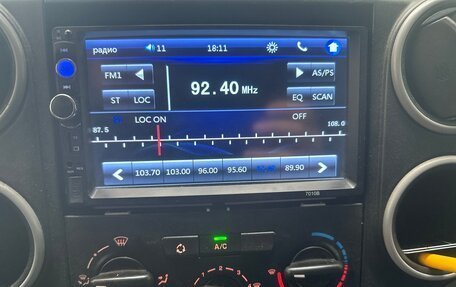 радио 11 18:11
FM1 92.40 MHz AS/PS
ST LOC EQ SCAN
LOC ON OFF
87.5 108.0
103.70 103.00 96.00 95.60 89.90
7010B
A/C